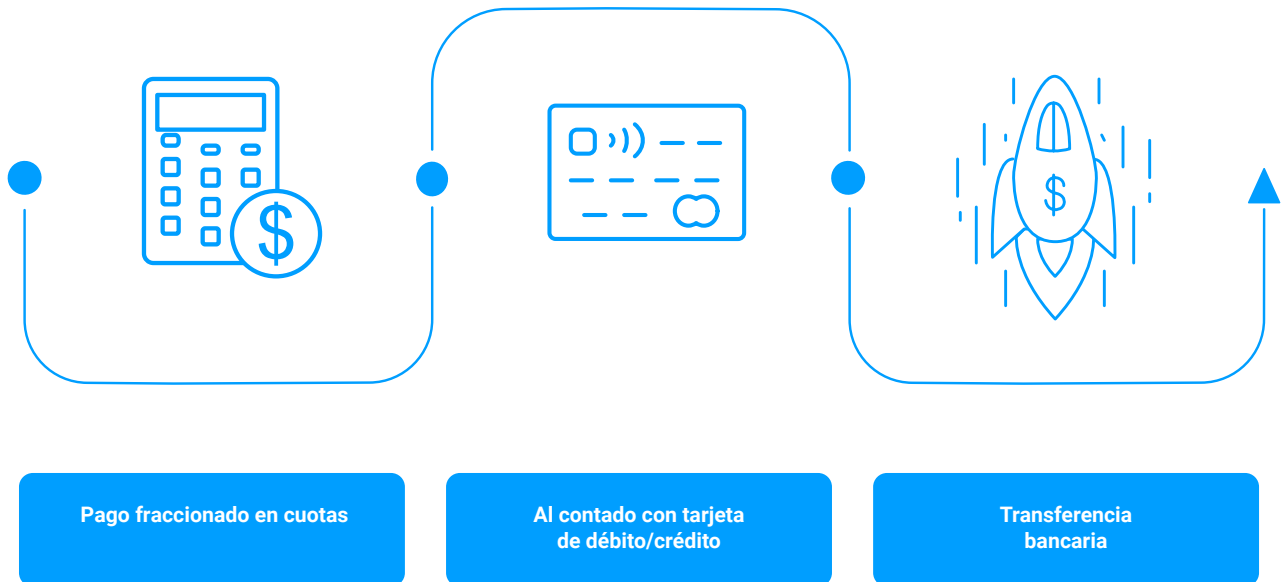 $
$
Pago fraccionado en cuotas
Al contado con tarjeta
de débito/crédito
Transferencia
bancaria